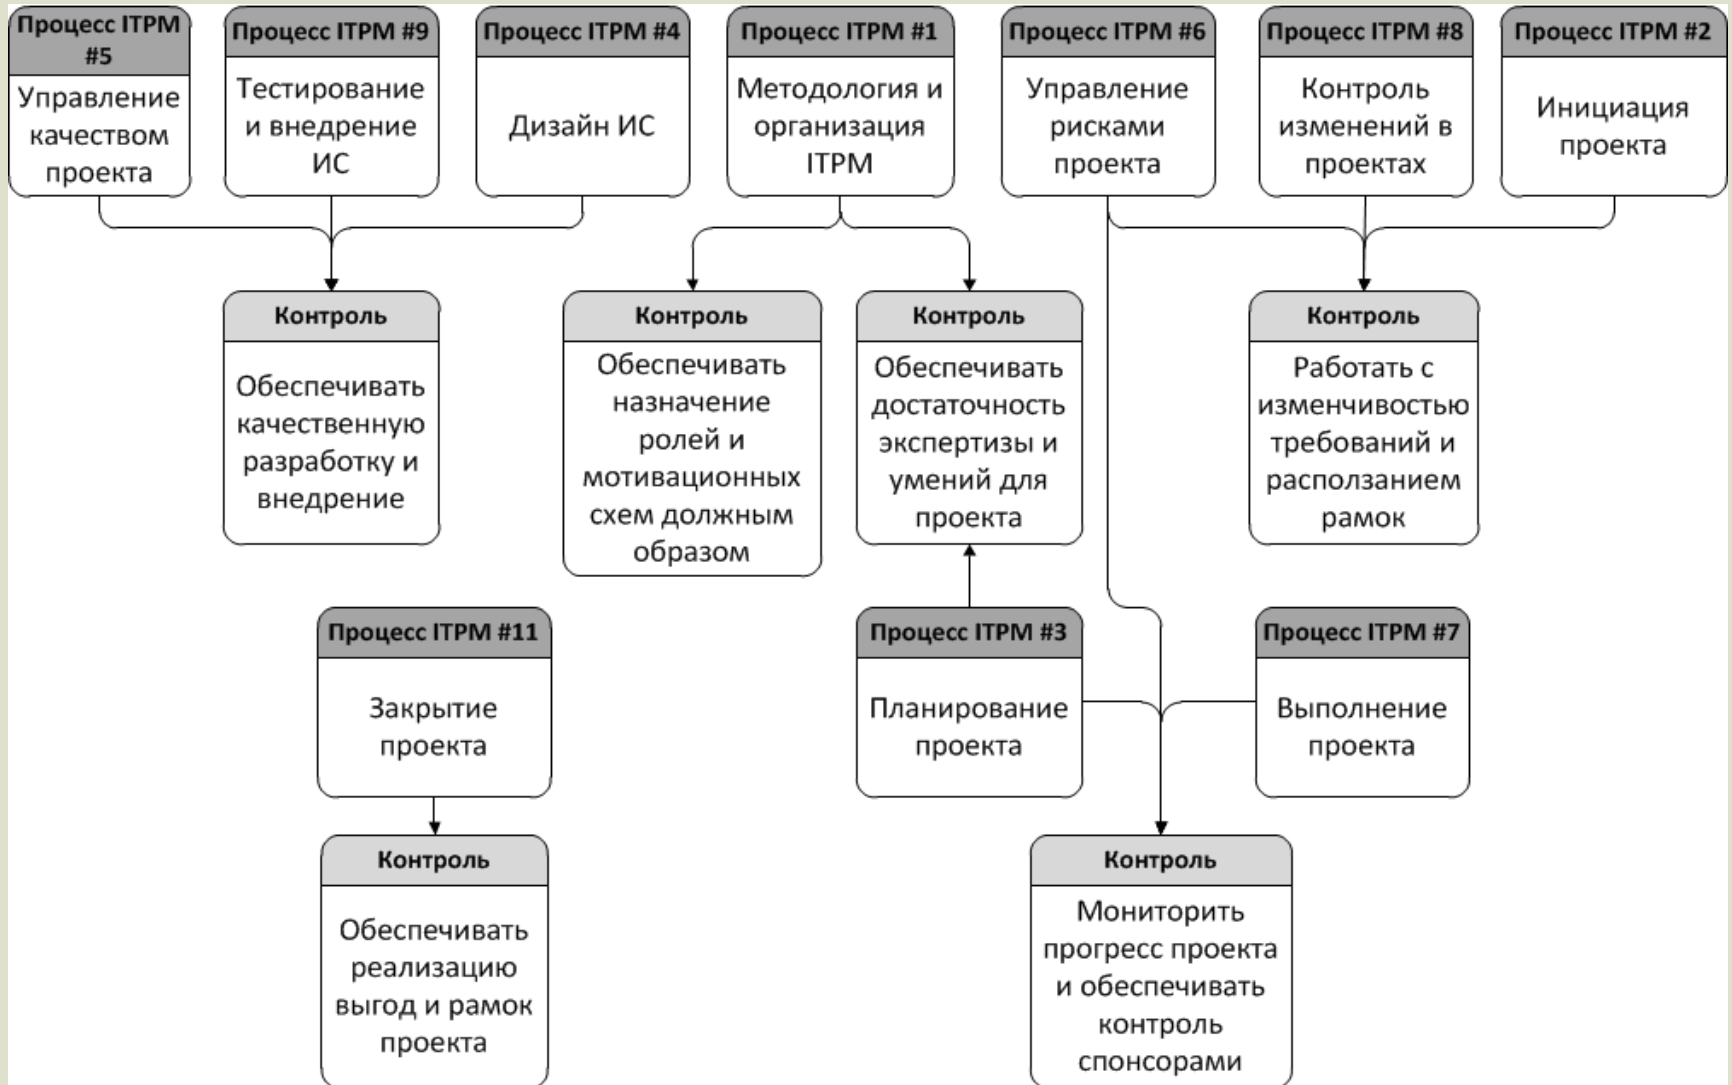 Процесс ITPM
#5
Управление
качеством
проекта
Процесс ITPM #9
Тестирование
и внедрение
ИС
Процесс ITPM #4
Дизайн ИС
Процесс ITPM #1
Методология и
организация
ITPM
Процесс ITPM #6
Управление
рисками
проекта
Процесс ITPM #8
Контроль
изменений в
проектах
Процесс ITPM #2
Инициация
проекта
Контроль
Обеспечивать
качественную
разработку и
внедрение
Контроль
Обеспечивать
назначение
ролей и
мотивационных
схем должным
образом
Контроль
Обеспечивать
достаточность
экспертизы и
умений для
проекта
Контроль
Работать с
изменчивостью
требований и
расползанием
рамок
Процесс ITPM #11
Закрытие
проекта
Процесс ITPM #3
Планирование
проекта
Процесс ITPM #7
Выполнение
проекта
Контроль
Обеспечивать
реализацию
выгод и рамок
проекта
Контроль
Мониторить
прогресс проекта
и обеспечивать
контроль
спонсорами